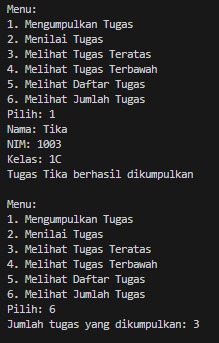 Menu:
1. Mengumpulkan Tugas
2. Menilai Tugas
3. Melihat Tugas Teratas
4. Melihat Tugas Terbawah
5. Melihat Daftar Tugas
6. Melihat Jumlah Tugas
Pilih: 1
Nama: Tika
NIM: 1003
Kelas: 1C
Tugas Tika berhasil dikumpulkan

Menu:
1. Mengumpulkan Tugas
2. Menilai Tugas
3. Melihat Tugas Teratas
4. Melihat Tugas Terbawah
5. Melihat Daftar Tugas
6. Melihat Jumlah Tugas
Pilih: 6
Jumlah tugas yang dikumpulkan: 3